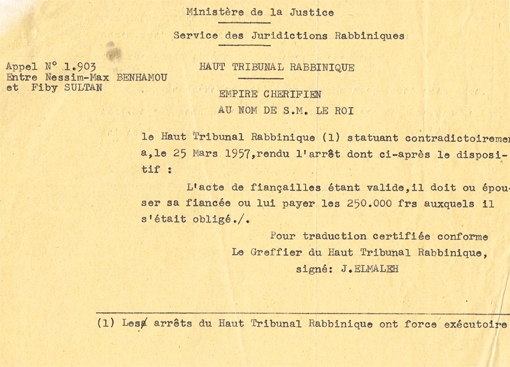 Ministère de la Justice
Service des Juridictions Rabbiniques
Appel N° 1.903
Entre Nessim-Max BENHAMOU
et Fiby SULTAN
HAUT TRIBUNAL RABBINIQUE
EMPIRE CHERIFIEN
AU NOM DE S.M. LE ROI
le Haut Tribunal Rabbinique (1) statuant contradictoiremen
a,le 25 Mars 1957,rendu l'arrêt dont ci-après le disposi-
tif :
L'acte de fiançailles étant valide,il doit ou épou-
ser sa fiancée ou lui payer les 250.000 frs auxquels il
s'était obligé./.
Pour traduction certifiée conforme
Le Greffier du Haut Tribunal Rabbinique,
signé: J.ELMALEH
(1) Les arrêts du Haut Tribunal Rabbinique ont force exécutoire